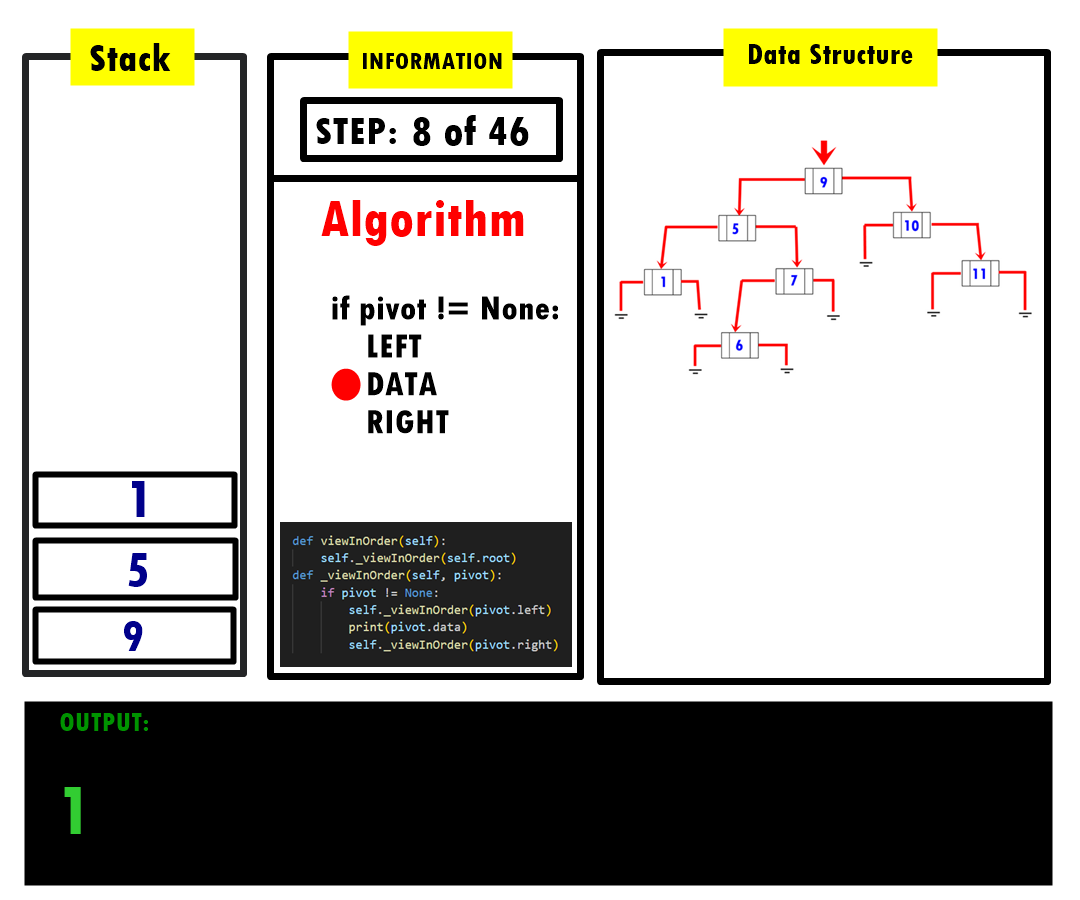 Stack
1
5
9
INFORMATION
STEP: 8 of 46
Algorithm
if pivot != None:
LEFT
DATA
RIGHT
def viewInOrder(self):
    self._viewInOrder(self.root)
def _viewInOrder(self, pivot):
    if pivot != None:
        self._viewInOrder(pivot.left)
        print(pivot.data)
        self._viewInOrder(pivot.right)
Data Structure
9
5
10
1
7
11
6
OUTPUT:
1